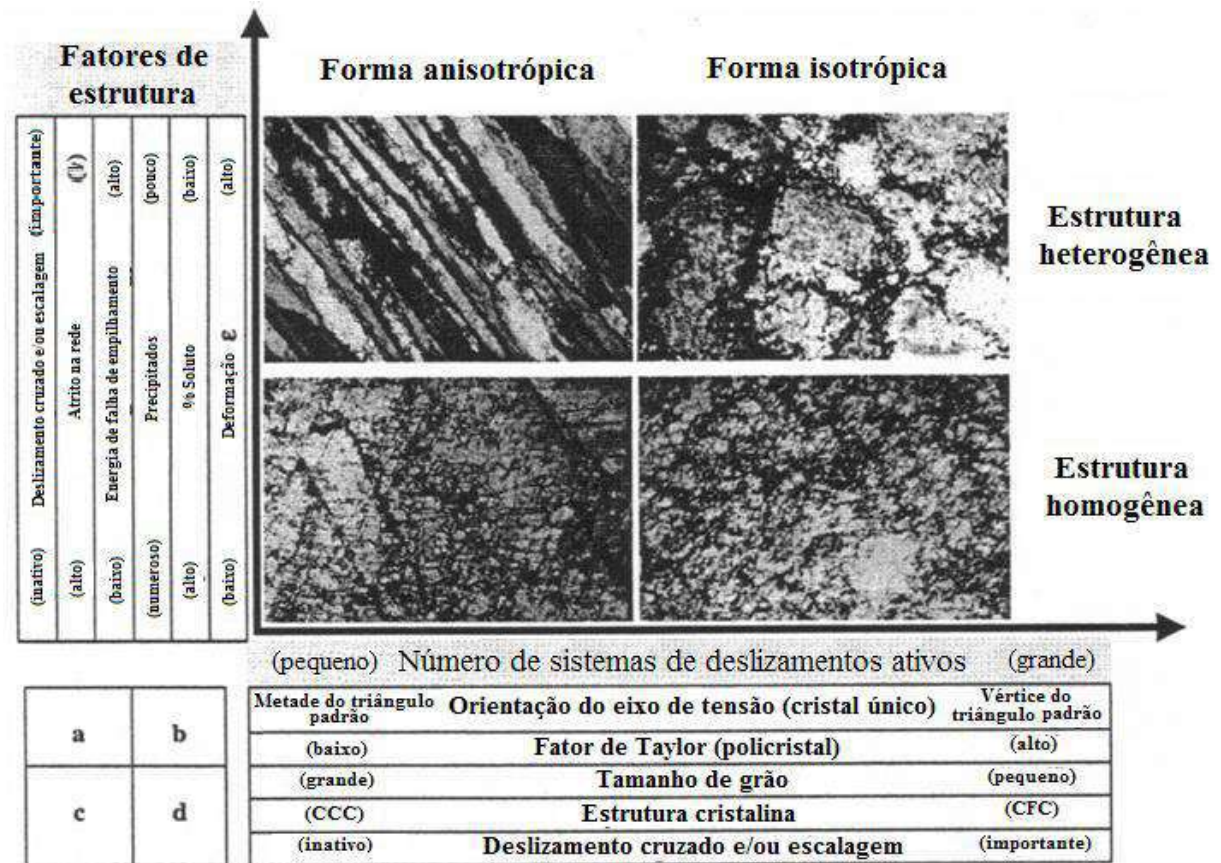 Fatores de
estrutura
Forma anisotrópica
Forma isotrópica
Estrutura
heterogênea
Estrutura
homogênea
(inativo) Deslizamento cruzado e/ou escalagem (importante)
(alto) Atrito na rede
(baixo) Energia de falha de empilhamento (alto)
(numeroso) Precipitados (pouco)
(alto) % Soluto (baixo)
(baixo) Deformação ε (alto)
(pequeno) Número de sistemas de deslizamentos ativos (grande)
Metade do triângulo
padrão
Orientação do eixo de tensão (cristal único)
Vértice do
triângulo padrão
(baixo) Fator de Taylor (policristal) (alto)
(grande) Tamanho de grão (pequeno)
(CCC) Estrutura cristalina (CFC)
(inativo) Deslizamento cruzado e/ou escalagem (importante)
a b
c d